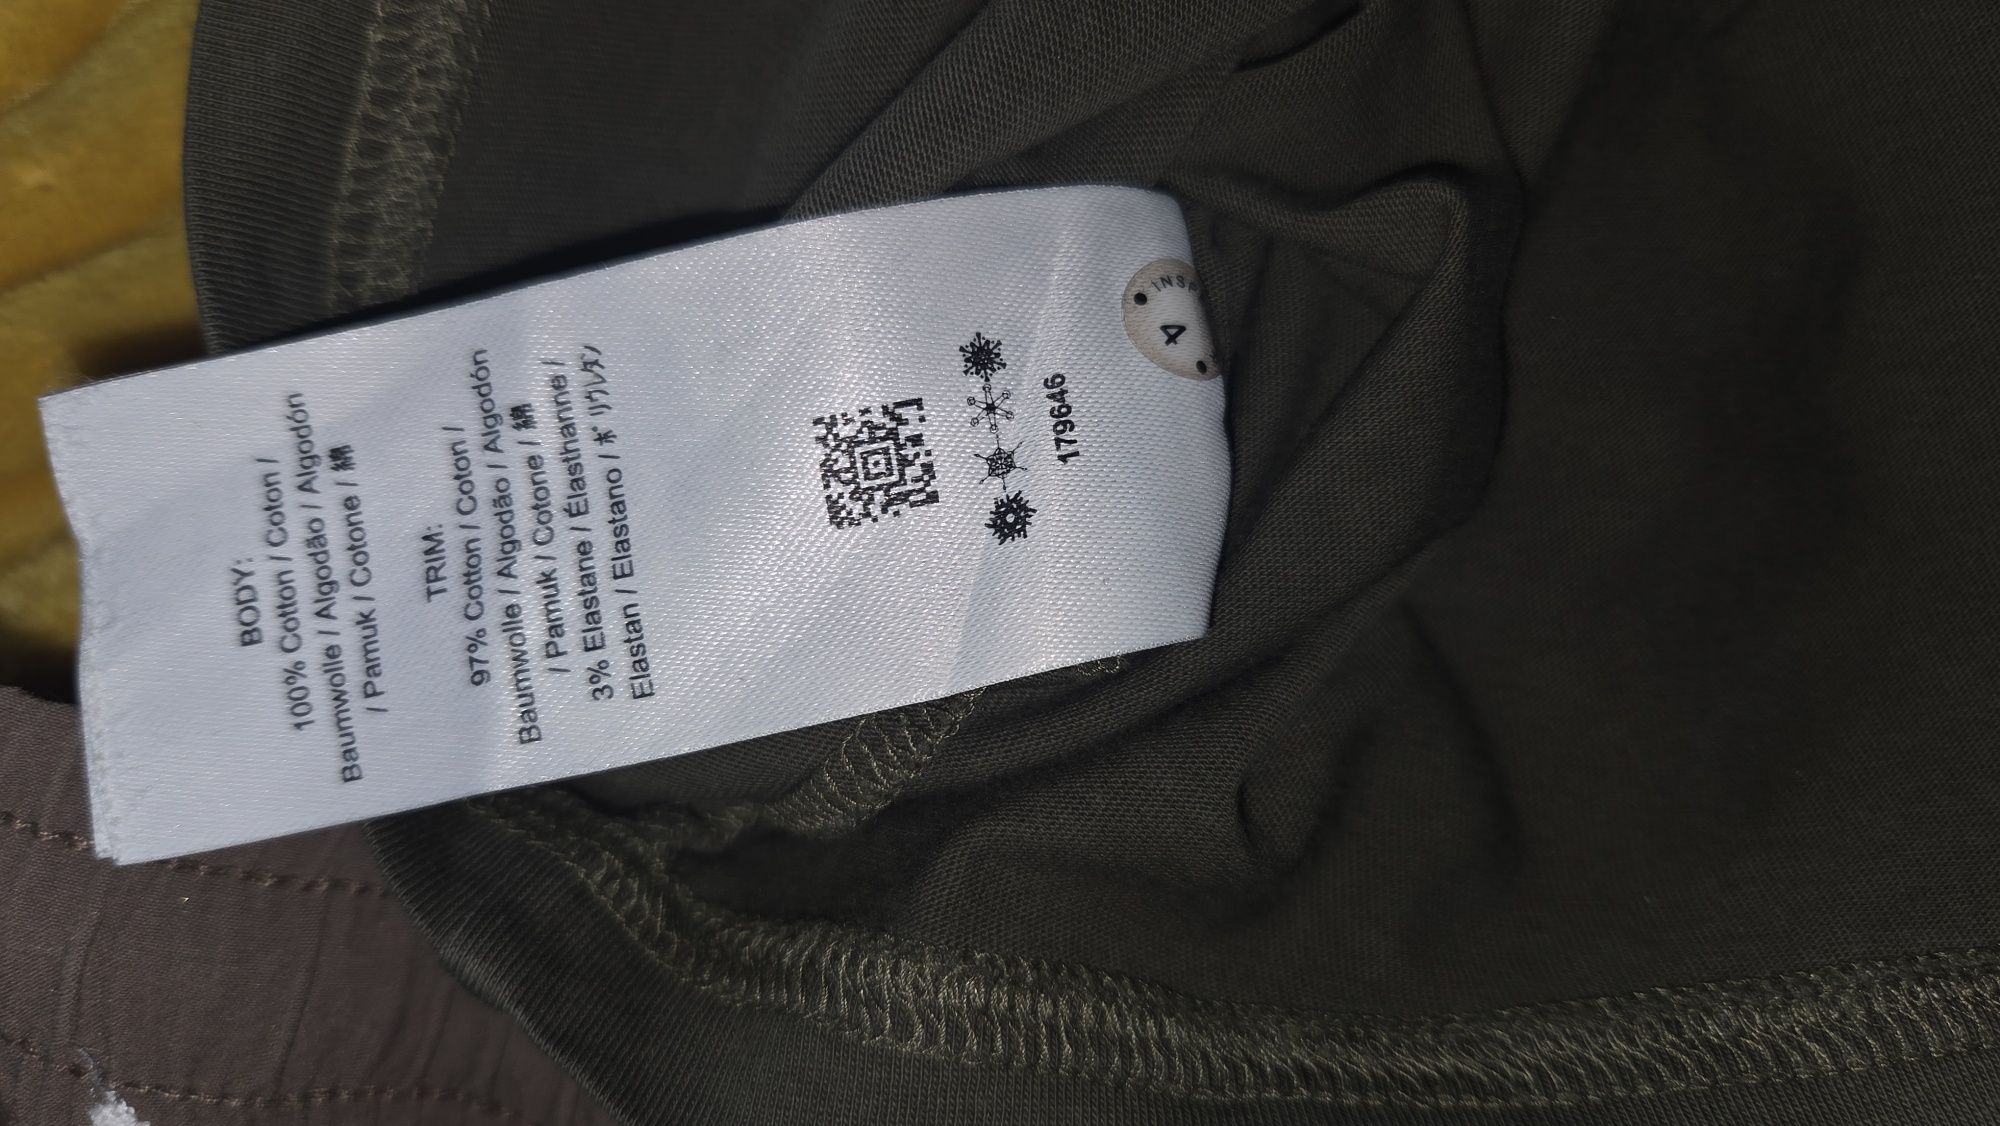 BODY:
100% Cotton / Coton /
Baumwolle / Algodão / Algodón
/ Pamuk / Cotone / 綿
TRIM:
97% Cotton / Coton /
Baumwolle / Algodão / Algodón
/ Pamuk / Cotone / 綿
3% Elastane / Élasthanne /
Elastan / Elastano / ポリウレタン
179646
INSP
4